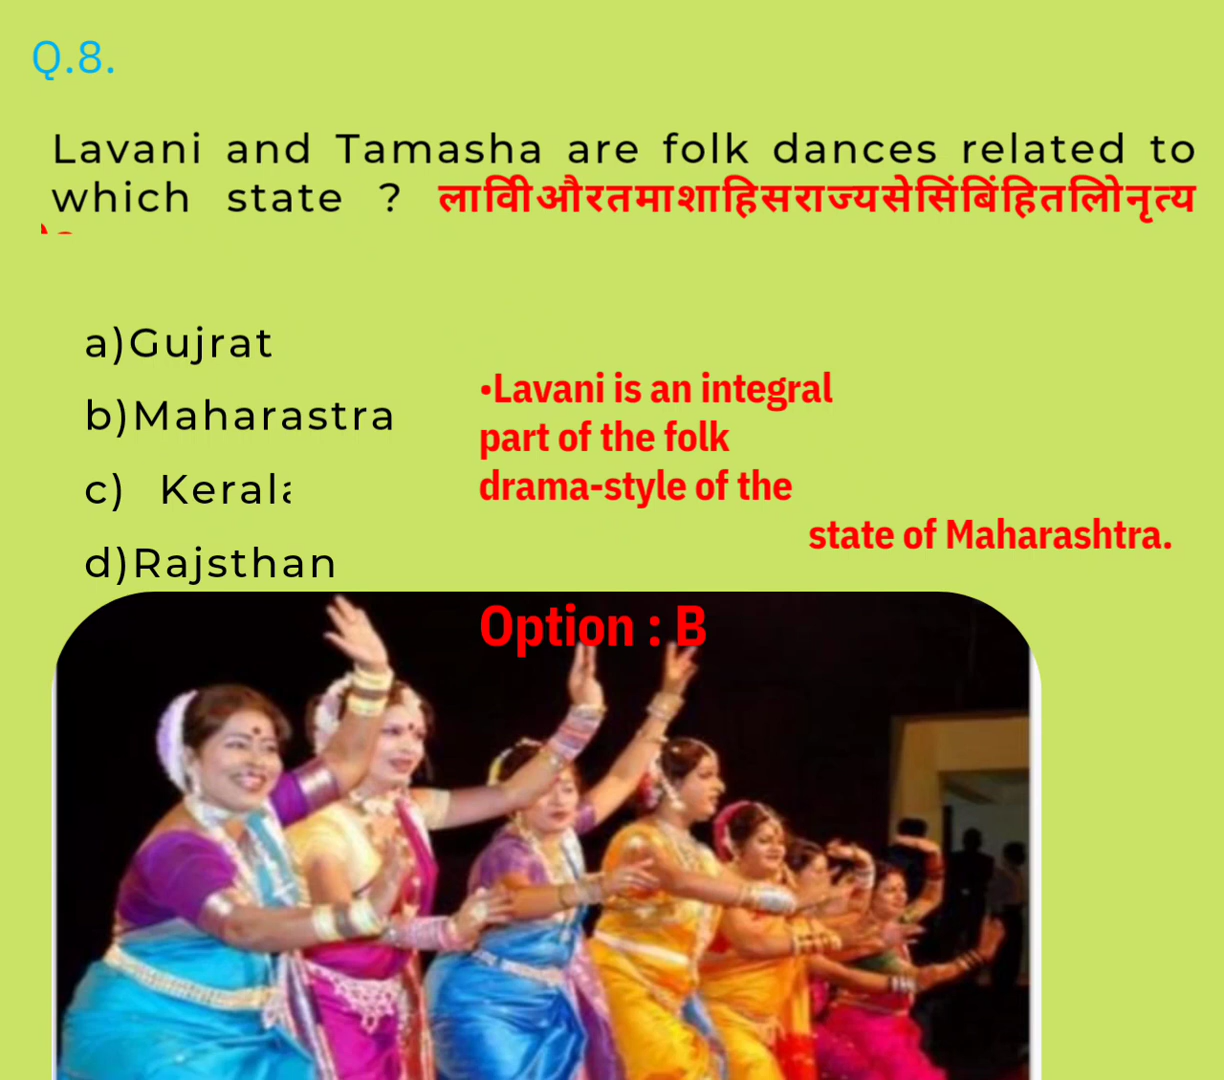 Q.8.
Lavani and Tamasha are folk dances related to
which state ? लाविीऔरतमाशाहिसराज्यसेसिंबिंहितलिोनृत्य
a)Gujrat
b)Maharastra
c) Kerala
d)Rajsthan
•Lavani is an integral
part of the folk
drama-style of the
state of Maharashtra.
Option : B